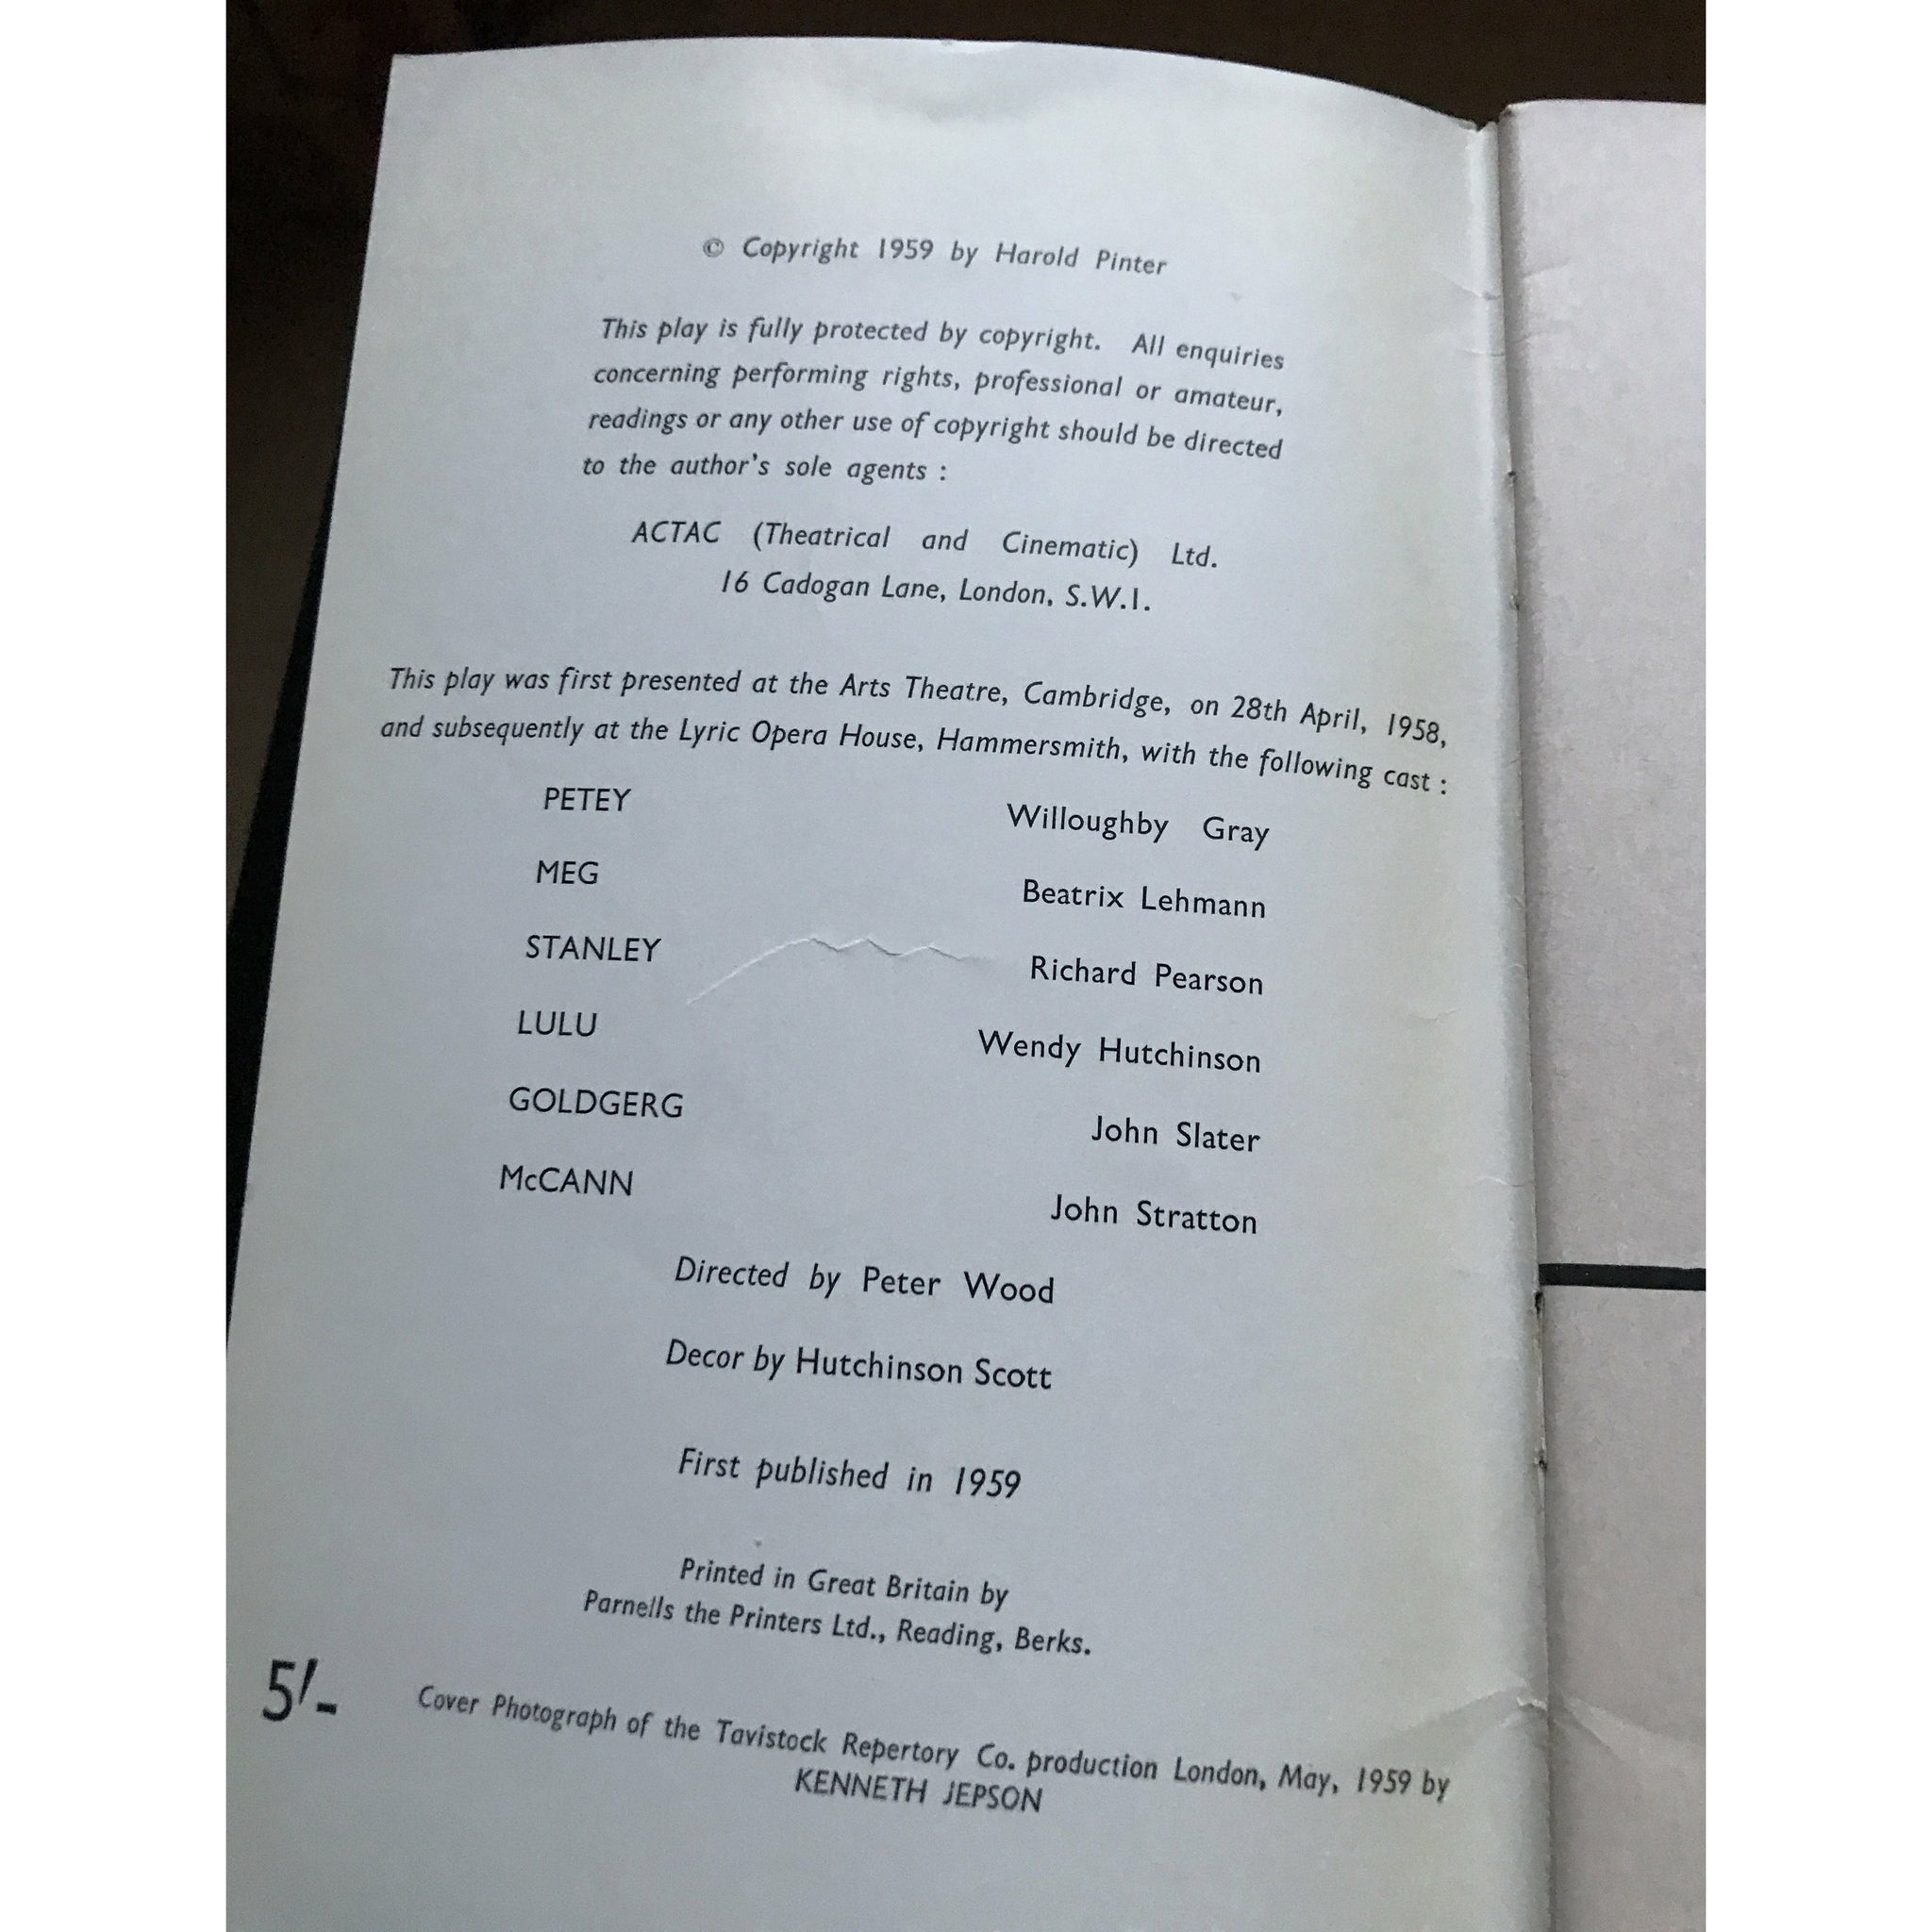 © Copyright 1959 by Harold Pinter
This play is fully protected by copyright. All enquiries
concerning performing rights, professional or amateur,
readings or any other use of copyright should be directed
to the author's sole agents :
ACTAC (Theatrical and Cinematic) Ltd.
16 Cadogan Lane, London, S.W.1.
This play was first presented at the Arts Theatre, Cambridge, on 28th April, 1958,
and subsequently at the Lyric Opera House, Hammersmith, with the following cast :
PETEY Willoughby Gray
MEG Beatrix Lehmann
STANLEY Richard Pearson
LULU Wendy Hutchinson
GOLDGERG John Slater
McCANN John Stratton
Directed by Peter Wood
Decor by Hutchinson Scott
First published in 1959
Printed in Great Britain by
Parnells the Printers Ltd., Reading, Berks.
5/-
Cover Photograph of the Tavistock Repertory Co. production London, May, 1959 by
KENNETH JEPSON